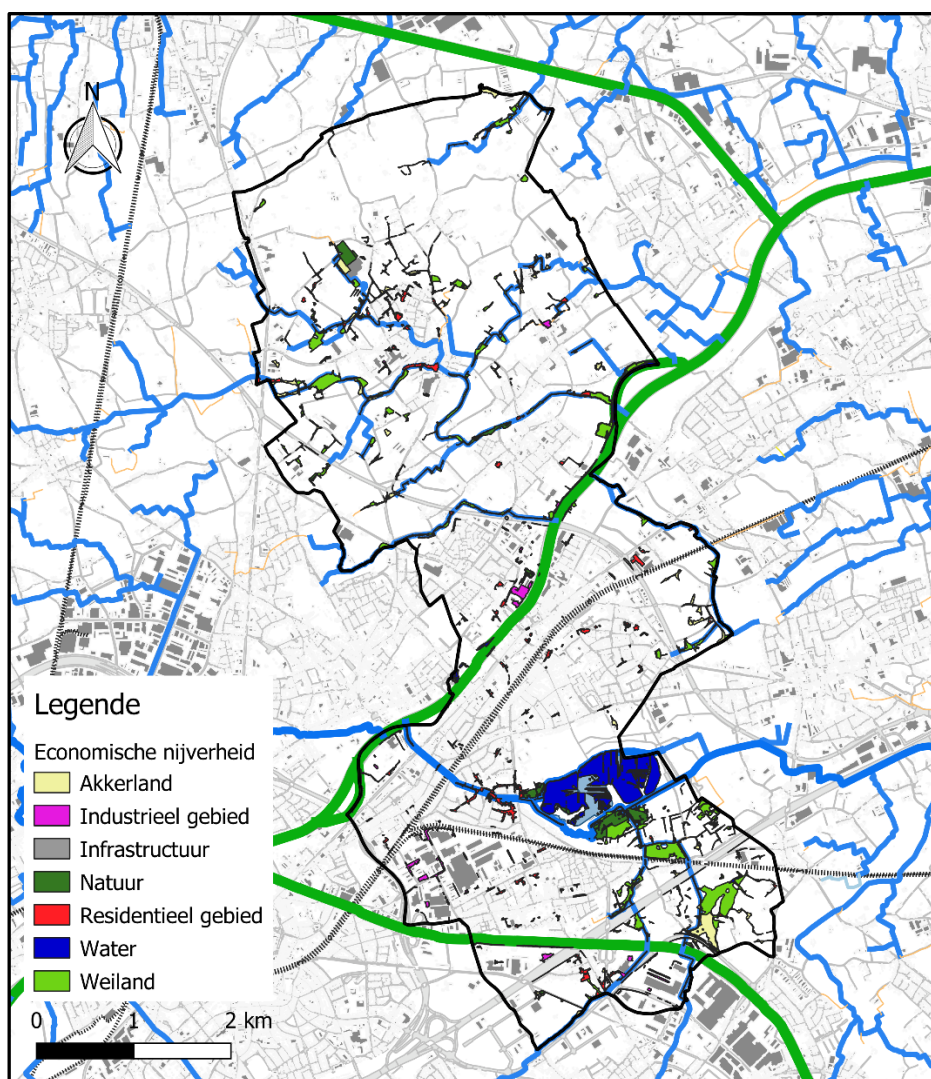 N
Legende
Economische nijverheid
Akkerland
Industrieel gebied
Infrastructuur
Natuur
Residentieel gebied
Water
Weiland
0 1 2 km